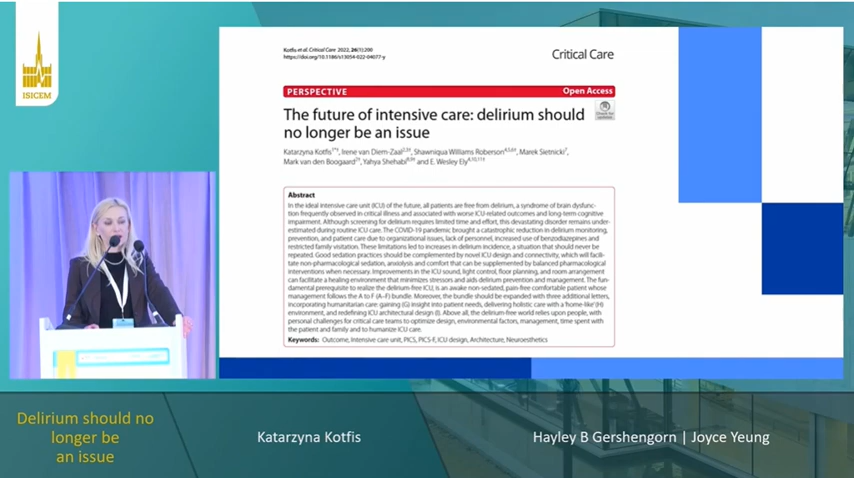 ISICEM
Kotfis et al. Critical Care 2022, 26(1):200
https://doi.org/10.1186/s13054-022-04077-y
Critical Care
PERSPECTIVE
Open Access
The future of intensive care: delirium should
no longer be an issue
Katarzyna Kotfis, Irene van Diem-Zaal, Shawniqua Williams Roberson, Marek Sietnicki,
Mark van den Boogaard, Yahya Shehabi and E. Wesley Ely
Abstract
In the ideal intensive care unit (ICU) of the future, all patients are free from delirium, a syndrome of brain dysfunc-
tion frequently observed in critical illness and associated with worse ICU-related outcomes and long-term cognitive
impairment. Although screening for delirium requires limited time and effort, this devastating disorder remains under-
estimated during routine ICU care. The COVID-19 pandemic brought a catastrophic reduction in delirium monitoring,
prevention, and patient care due to organizational issues, lack of personnel, increased use of benzodiazepines and
restricted family visitation. These limitations led to increases in delirium incidence, a situation that should never be
repeated. Good sedation practices should be complemented by novel ICU design and connectivity, which will facili-
tate non-pharmacological sedation, anxiolysis and comfort that can be supplemented by balanced pharmacological
interventions when necessary. Improvements in the ICU sound, light control, floor planning, and room arrangement
can facilitate a healing environment that minimizes stressors and aids delirium prevention and management. The fun-
damental prerequisite to realize the delirium-free ICU, is an awake non-sedated, pain-free comfortable patient whose
management follows the A to F (A–F) bundle. Moreover, the bundle should be expanded with three additional letters,
incorporating humanitarian care: gaining (G) insight into patient needs, delivering holistic care with a 'home-like' (H)
environment, and redefining ICU architectural design (I). Above all, the delirium-free world relies upon people, with
personal challenges for critical care teams to optimize design, environmental factors, management, time spent with
the patient and family and to humanize ICU care.
Keywords: Outcome, Intensive care unit, PICS, PICS-F, ICU design, Architecture, Neuroesthetics
Delirium should no
longer be
an issue
Katarzyna Kotfis
Hayley B Gershengorn | Joyce Yeung